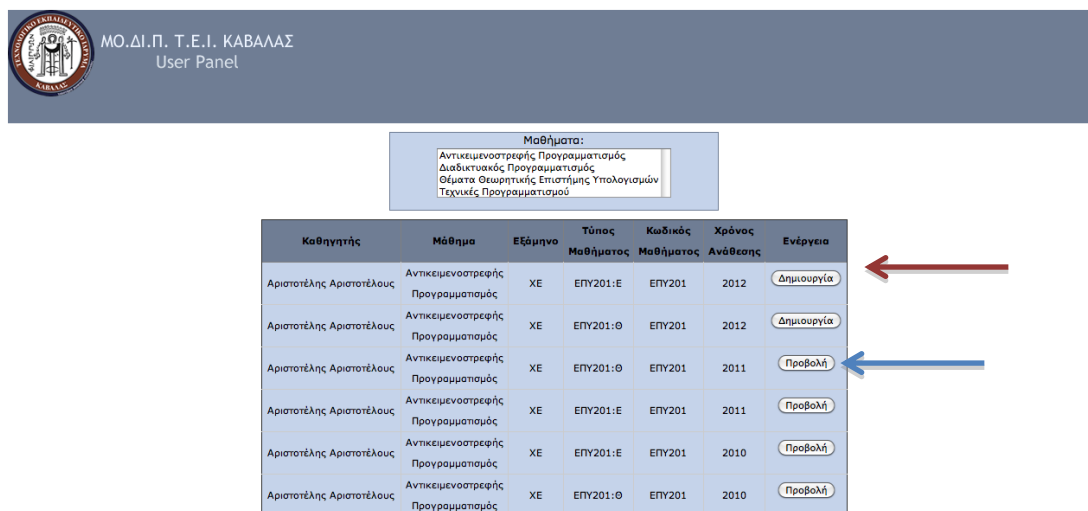 ΜΟ.ΔΙ.Π. Τ.Ε.Ι. ΚΑΒΑΛΑΣ
User Panel
Μαθήματα:
Αντικειμενοστρεφής Προγραμματισμός
Διαδικτυακός Προγραμματισμός
Θέματα Θεωρητικής Επιστήμης Υπολογισμών
Τεχνικές Προγραμματισμού
Καθηγητής Μάθημα Εξάμηνο Τύπος Μαθήματος Κωδικός Μαθήματος Χρόνος Ανάθεσης Ενέργεια
Αριστοτέλης Αριστοτέλους Αντικειμενοστρεφής Προγραμματισμός ΧΕ ΕΠΥ201:Ε ΕΠΥ201 2012 Δημιουργία
Αριστοτέλης Αριστοτέλους Αντικειμενοστρεφής Προγραμματισμός ΧΕ ΕΠΥ201:Θ ΕΠΥ201 2012 Δημιουργία
Αριστοτέλης Αριστοτέλους Αντικειμενοστρεφής Προγραμματισμός ΧΕ ΕΠΥ201:Θ ΕΠΥ201 2011 Προβολή
Αριστοτέλης Αριστοτέλους Αντικειμενοστρεφής Προγραμματισμός ΧΕ ΕΠΥ201:Ε ΕΠΥ201 2011 Προβολή
Αριστοτέλης Αριστοτέλους Αντικειμενοστρεφής Προγραμματισμός ΧΕ ΕΠΥ201:Ε ΕΠΥ201 2010 Προβολή
Αριστοτέλης Αριστοτέλους Αντικειμενοστρεφής Προγραμματισμός ΧΕ ΕΠΥ201:Θ ΕΠΥ201 2010 Προβολή